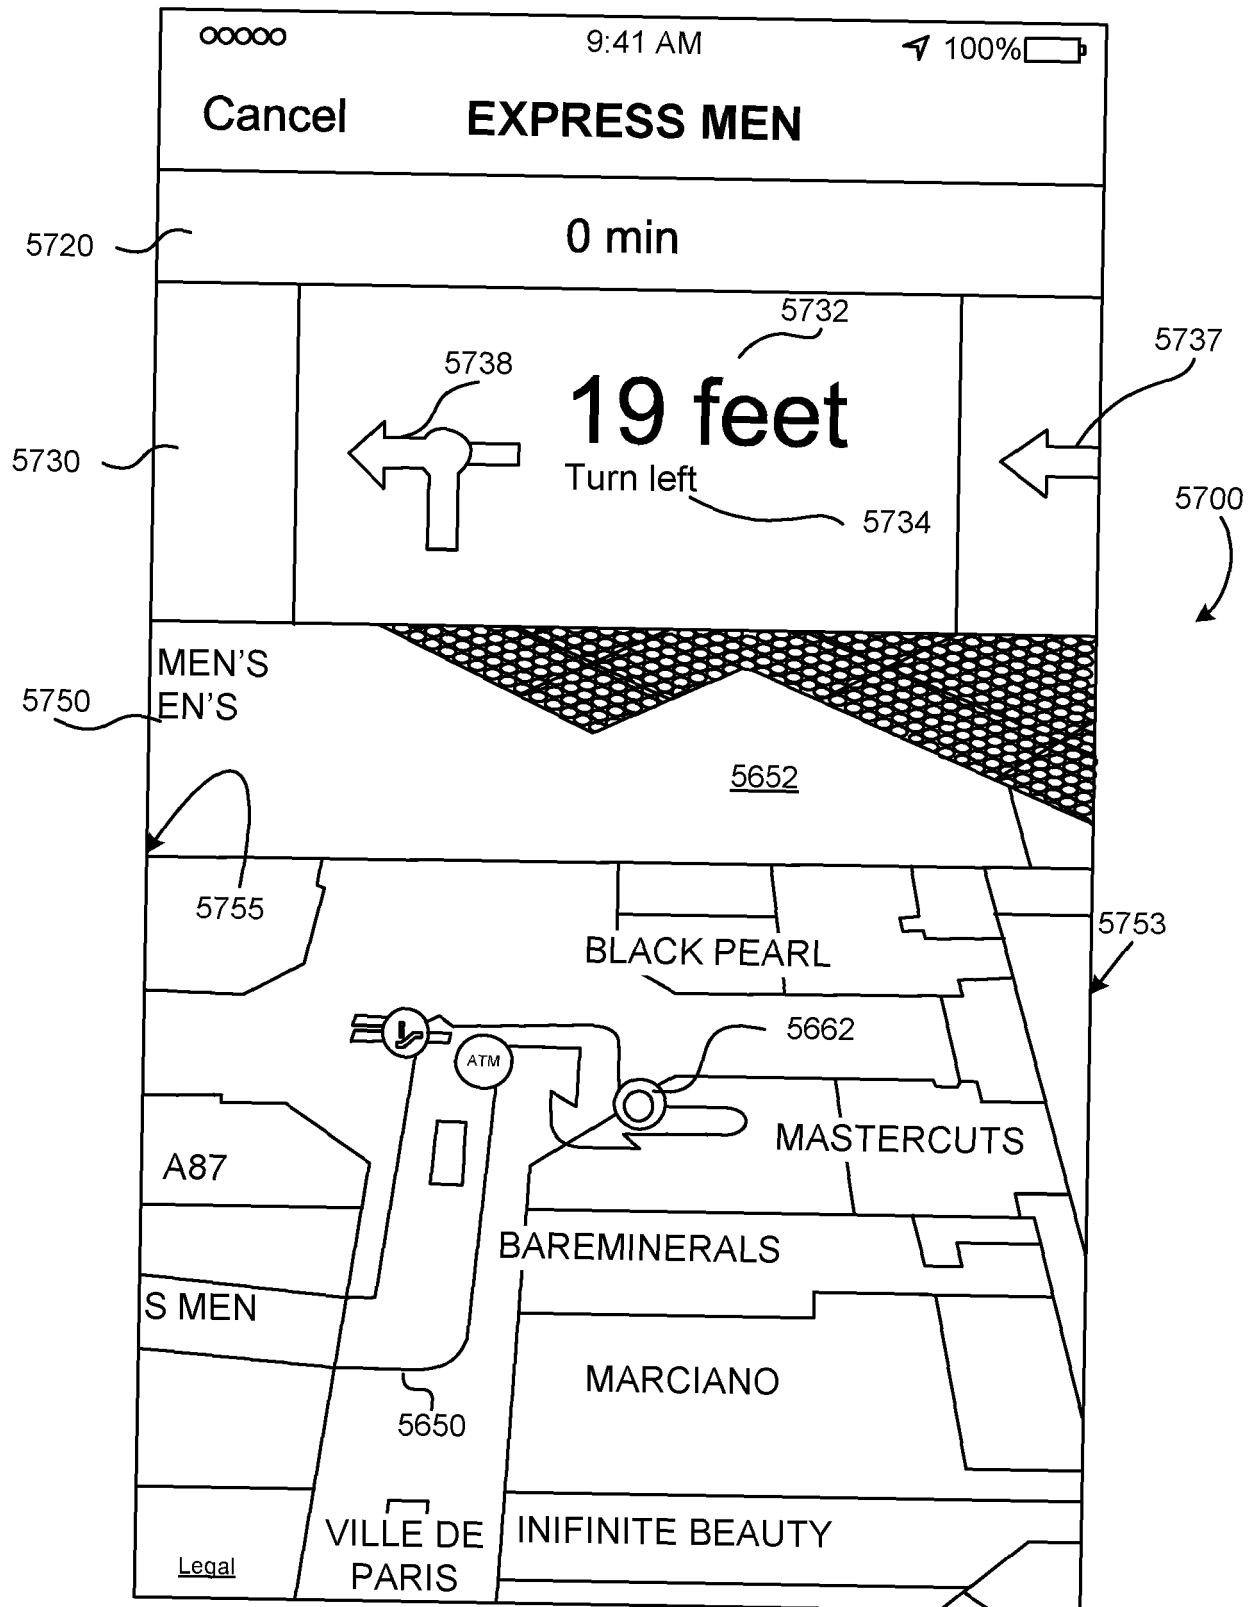 9:41 AM
100%
Cancel
EXPRESS MEN
5720
0 min
5732
5738
5737
19 feet
5730
Turn left
5734
5700
MEN'S
EN'S
5750
5652
5755
5753
BLACK PEARL
5662
ATM
MASTERCUTS
A87
BAREMINERALS
S MEN
MARCIANO
5650
VILLE DE
PARIS
INIFINITE BEAUTY
Legal